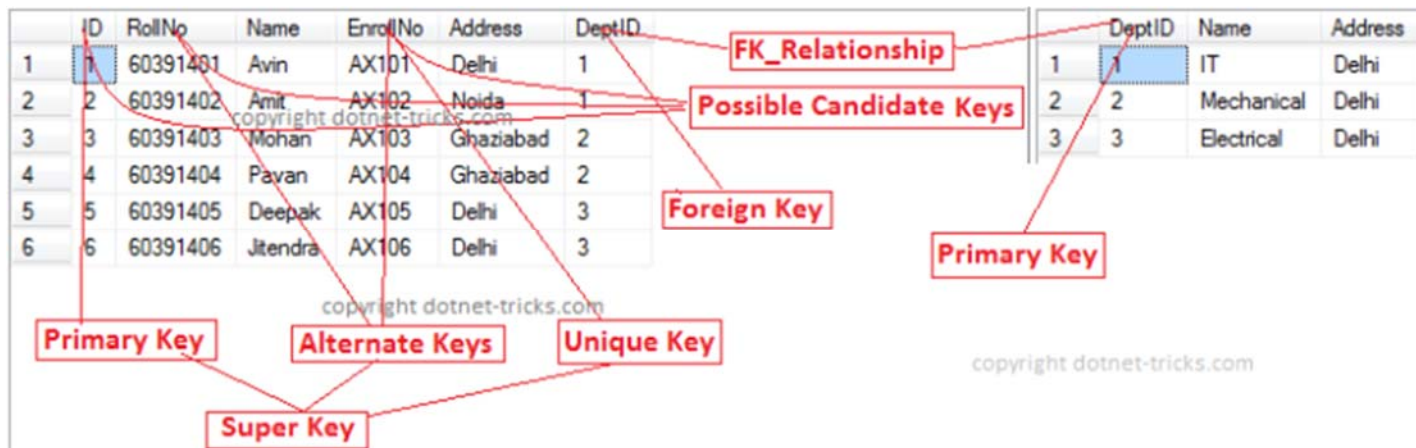 ID RollNo Name EnrollNo Address DeptID
1 1 60391401 Avin AX101 Delhi 1
2 2 60391402 Amit AX102 Noida 1
3 3 60391403 Mohan AX103 Ghaziabad 2
4 4 60391404 Pavan AX104 Ghaziabad 2
5 5 60391405 Deepak AX105 Delhi 3
6 6 60391406 Jitendra AX106 Delhi 3
copyright dotnet-tricks.com
FK_Relationship
Possible Candidate Keys
Foreign Key
DeptID Name Address
1 1 IT Delhi
2 2 Mechanical Delhi
3 3 Electrical Delhi
Primary Key
copyright dotnet-tricks.com
Primary Key
Alternate Keys
Unique Key
copyright dotnet-tricks.com
Super Key